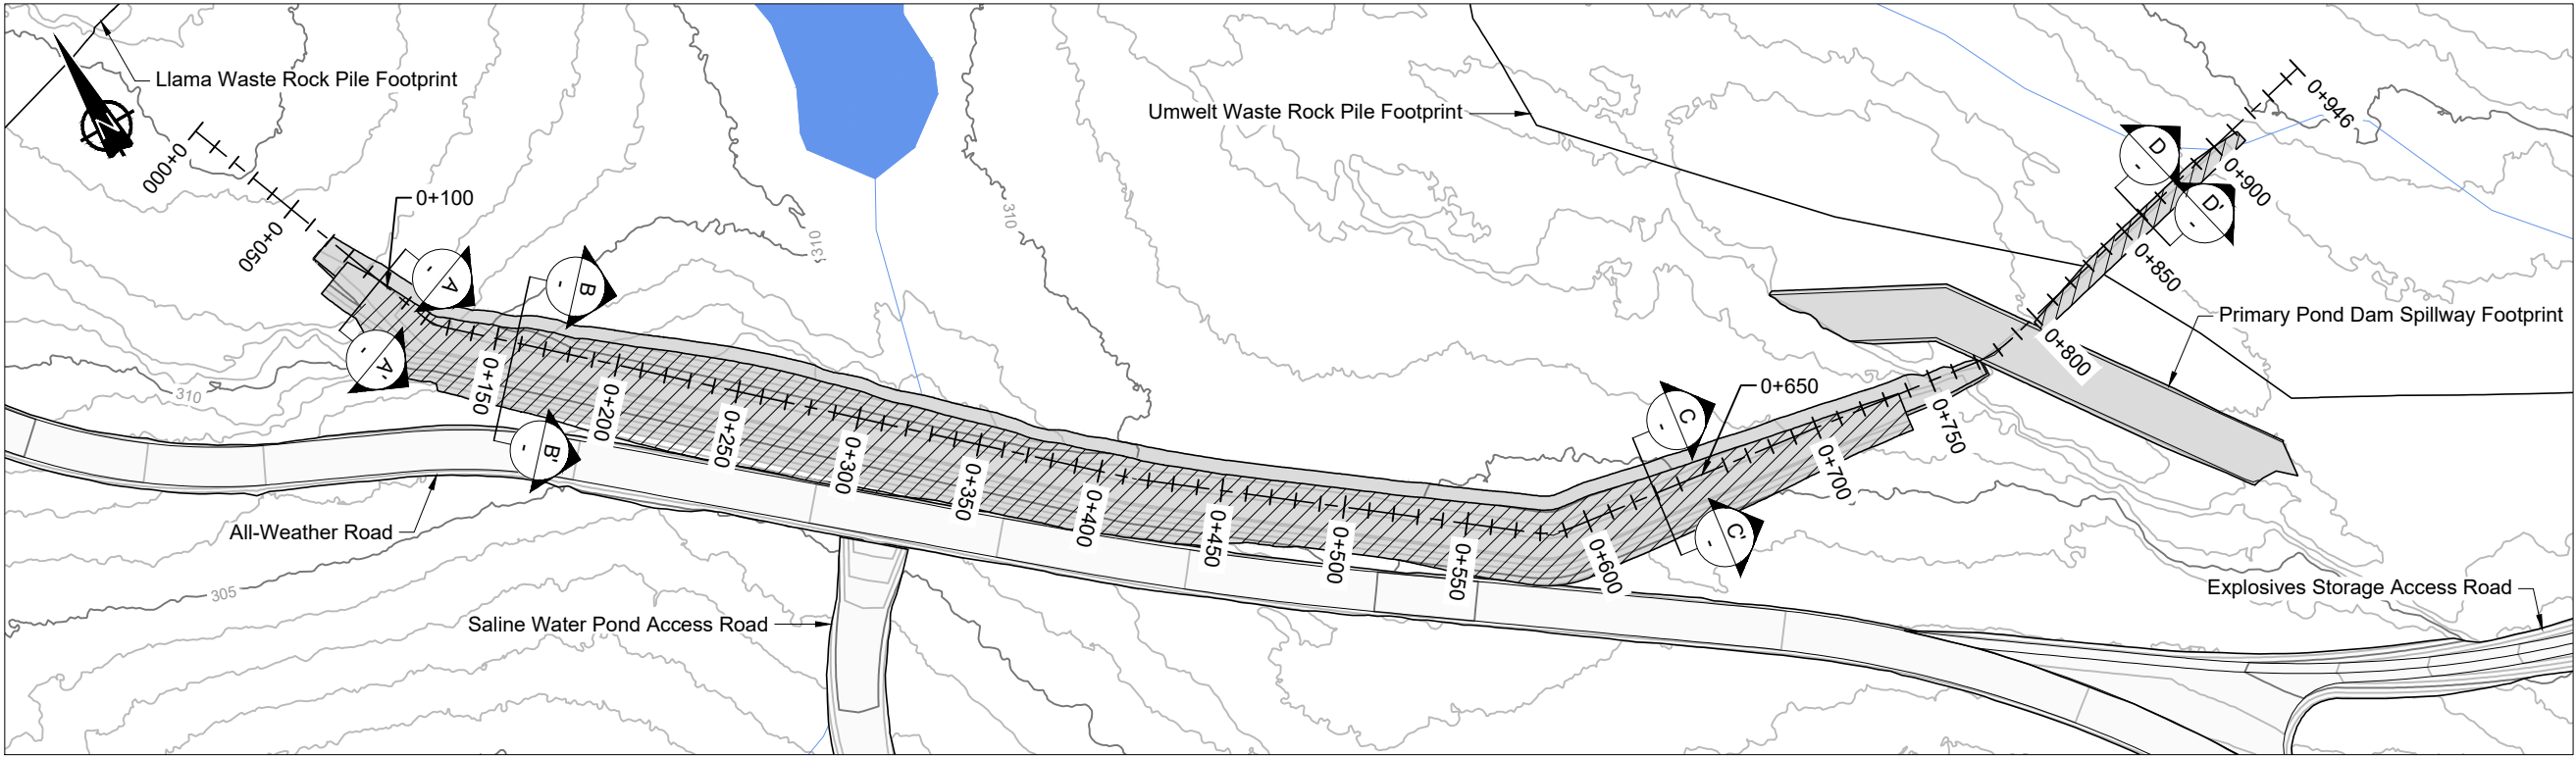 Llama Waste Rock Pile Footprint
N
Umwelt Waste Rock Pile Footprint
Primary Pond Dam Spillway Footprint
All-Weather Road
Saline Water Pond Access Road
Explosives Storage Access Road
0+000
0+050
0+100
0+150
0+200
0+250
0+300
0+350
0+400
0+450
0+500
0+550
0+600
0+650
0+700
0+750
0+800
0+850
0+900
0+946
A
-
A'
-
B
-
B'
-
C
-
C'
-
D
-
D'
-
310
310
310
305